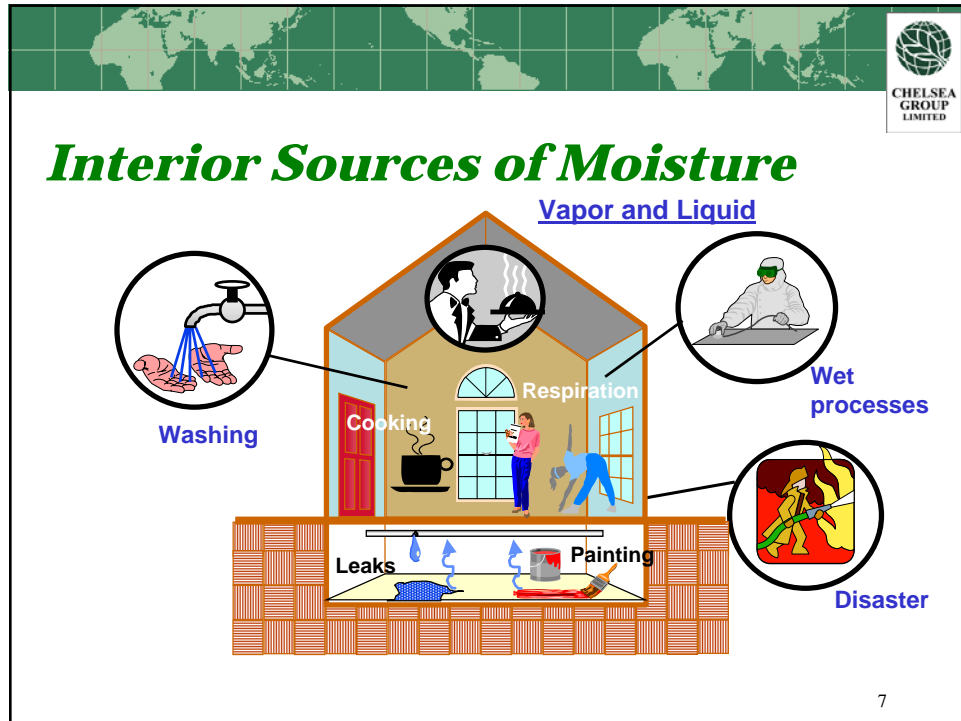 CHELSEA
GROUP
LIMITED
Interior Sources of Moisture
Vapor and Liquid
Washing
Cooking
Respiration
Wet
processes
Leaks
Painting
Disaster
7